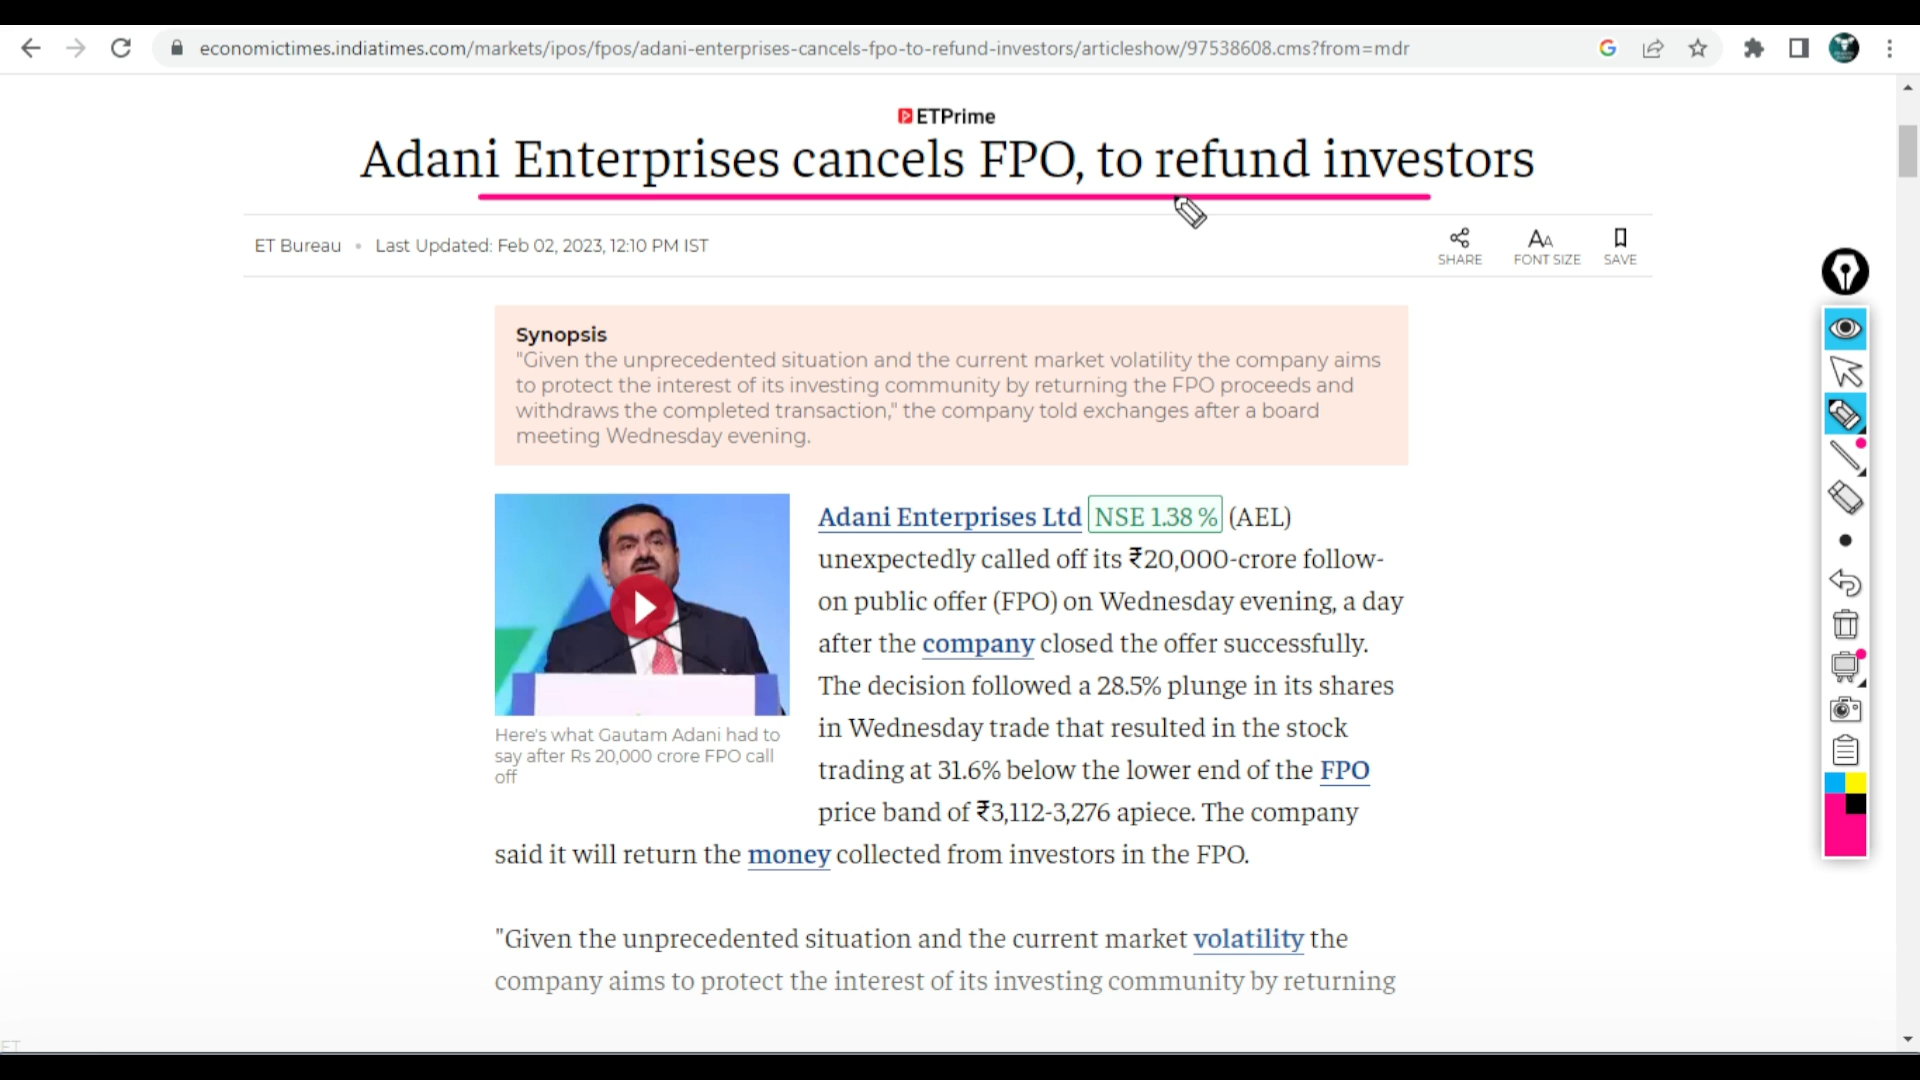 economictimes.indiatimes.com/markets/ipos/fpos/adani-enterprises-cancels-fpo-to-refund-investors/articleshow/97538608.cms?from=mdr
ETPrime
Adani Enterprises cancels FPO, to refund investors
ET Bureau • Last Updated: Feb 02, 2023, 12:10 PM IST
SHARE
FONT SIZE
SAVE
Synopsis
"Given the unprecedented situation and the current market volatility the company aims
to protect the interest of its investing community by returning the FPO proceeds and
withdraws the completed transaction," the company told exchanges after a board
meeting Wednesday evening.
Here's what Gautam Adani had to
say after Rs 20,000 crore FPO call
off
Adani Enterprises Ltd NSE 1.38 % (AEL)
unexpectedly called off its ₹20,000-crore follow-
on public offer (FPO) on Wednesday evening, a day
after the company closed the offer successfully.
The decision followed a 28.5% plunge in its shares
in Wednesday trade that resulted in the stock
trading at 31.6% below the lower end of the FPO
price band of ₹3,112-3,276 apiece. The company
said it will return the money collected from investors in the FPO.
"Given the unprecedented situation and the current market volatility the
company aims to protect the interest of its investing community by returning
ET